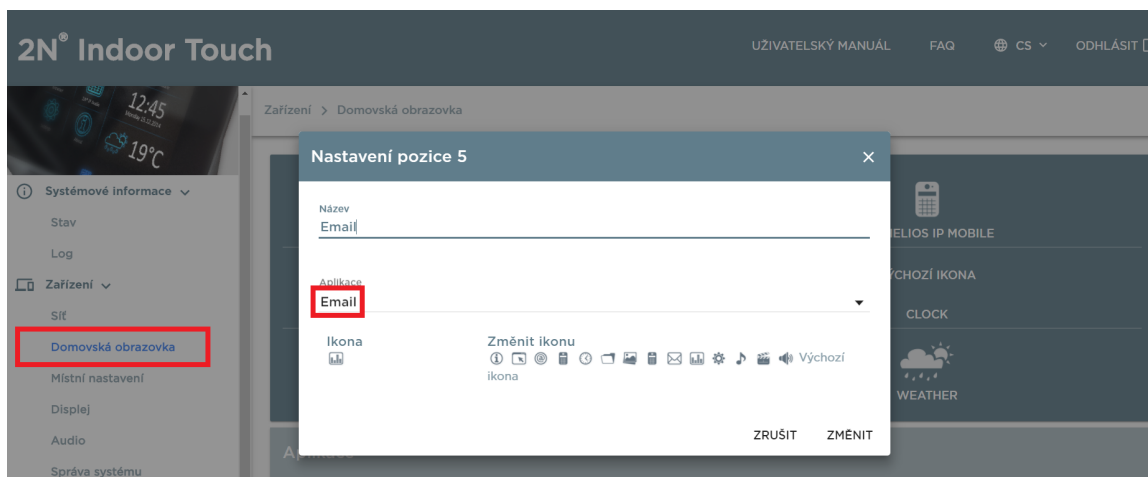 2N® Indoor Touch
UŽIVATELSKÝ MANUÁL FAQ CS ODHLÁSIT
12:45
19°C
Zařízení > Domovská obrazovka
Nastavení pozice 5
Systémové informace
Stav
Log
Zařízení
Síť
Domovská obrazovka
Místní nastavení
Displej
Audio
Správa systému
Název
Email
Aplikace
Email
Ikona
Změnit ikonu
Výchozí
ikona
ZRUŠIT ZMĚNIT
HELIOS IP MOBILE
VÝCHOZÍ IKONA
CLOCK
WEATHER